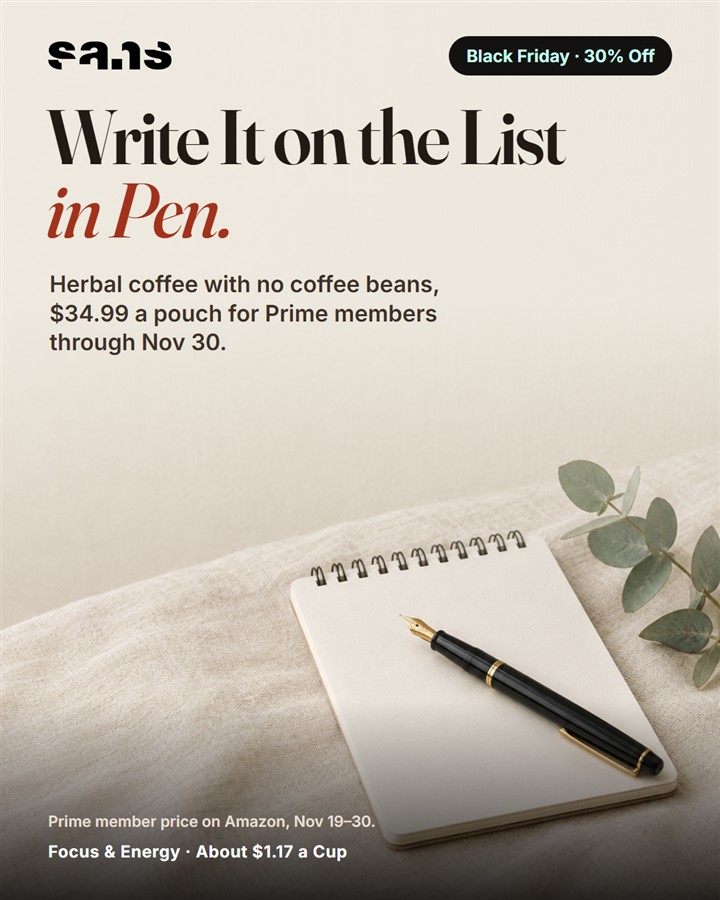 sans
Black Friday · 30% Off
Write It on the List
in Pen.
Herbal coffee with no coffee beans,
$34.99 a pouch for Prime members
through Nov 30.
Prime member price on Amazon, Nov 19–30.
Focus & Energy · About $1.17 a Cup